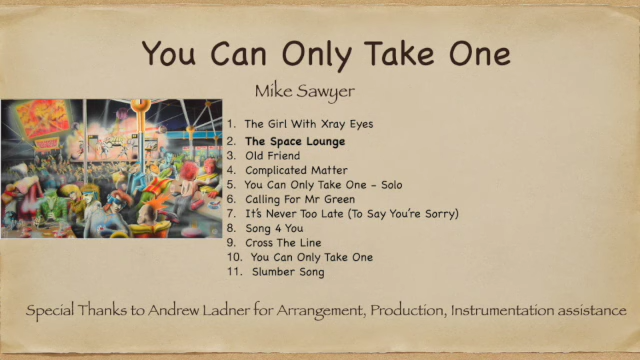 You Can Only Take One
Mike Sawyer
1. The Girl With Xray Eyes
2. The Space Lounge
3. Old Friend
4. Complicated Matter
5. You Can Only Take One - Solo
6. Calling For Mr Green
7. It's Never Too Late (To Say You're Sorry)
8. Song 4 You
9. Cross The Line
10. You Can Only Take One
11. Slumber Song
Special Thanks to Andrew Ladner for Arrangement, Production, Instrumentation assistance